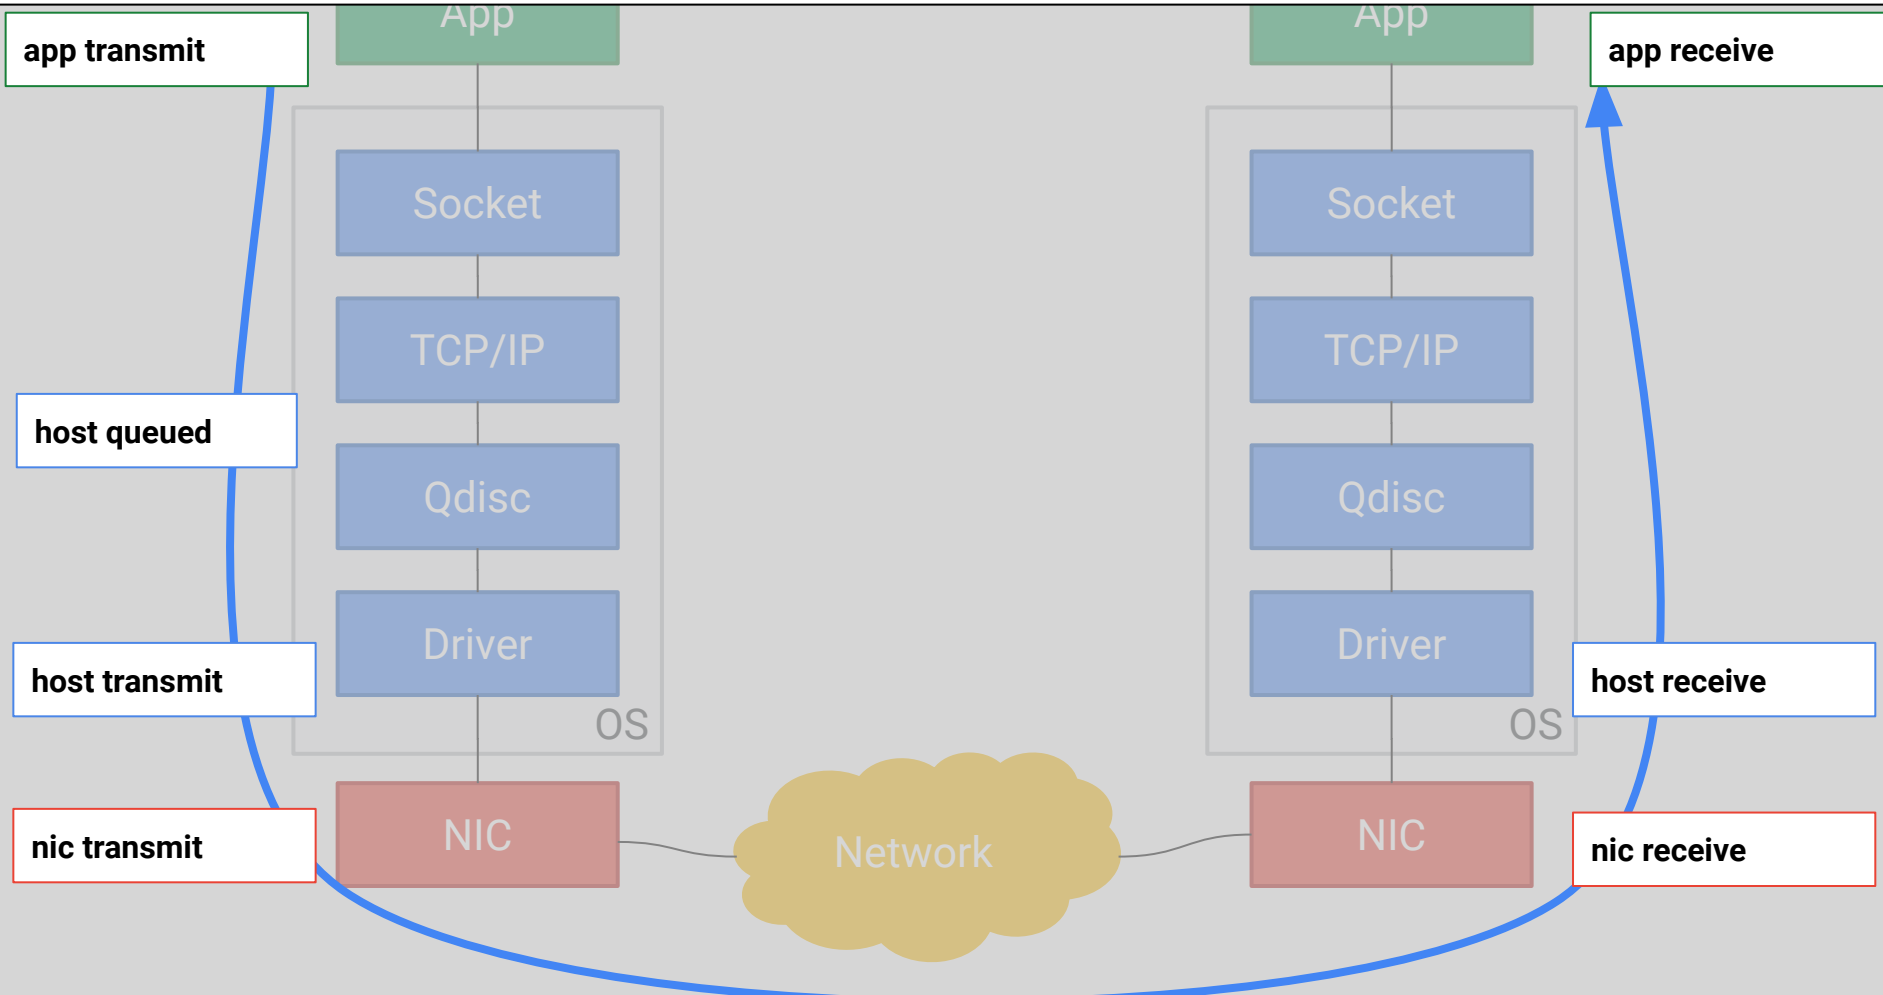 App
App
app transmit
app receive
Socket
Socket
TCP/IP
TCP/IP
host queued
Qdisc
Qdisc
Driver
Driver
host transmit
host receive
OS
OS
NIC
NIC
nic transmit
Network
nic receive